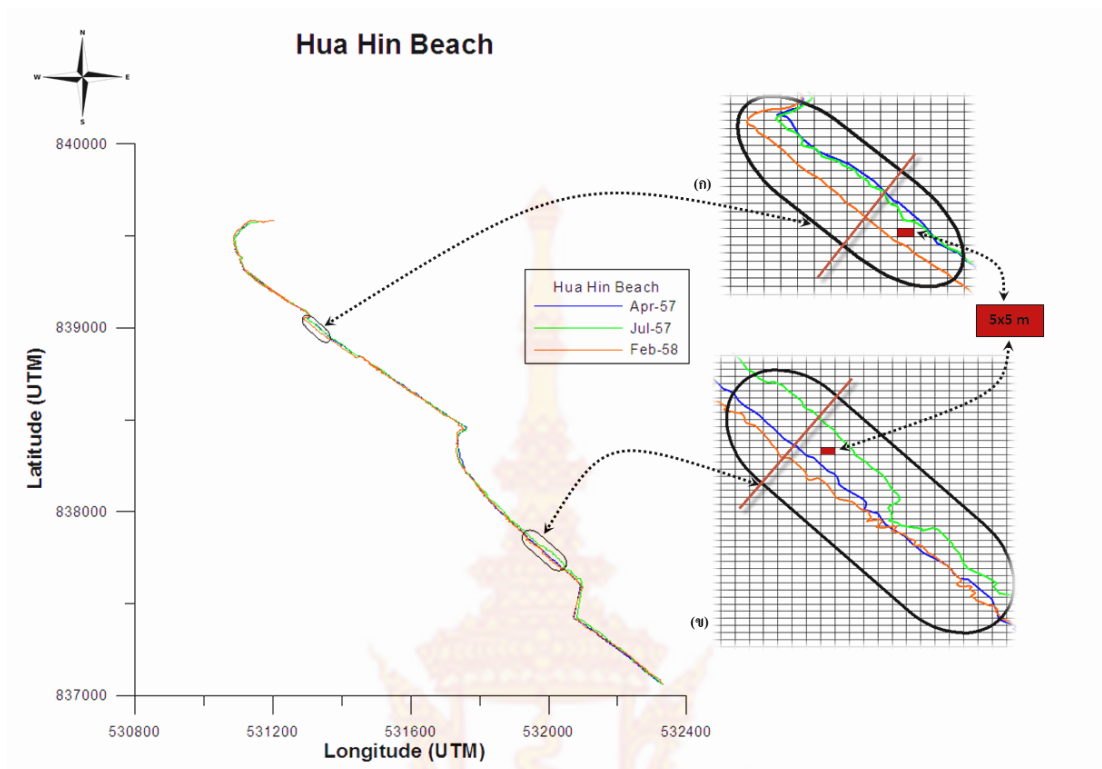 Hua Hin Beach
N
W E
S
840000
839000
838000
837000
Latitude (UTM)
530800 531200 531600 532000 532400
Longitude (UTM)
Hua Hin Beach
Apr-57
Jul-57
Feb-58
(ก)
5x5 m
(ข)